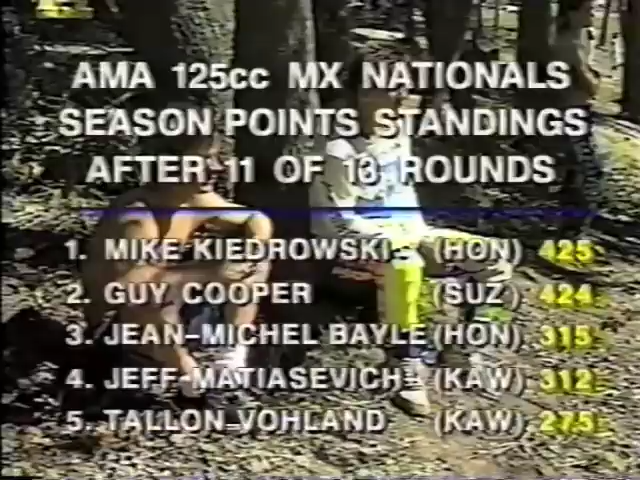 AMA 125cc MX NATIONALS
SEASON POINTS STANDINGS
AFTER 11 OF 13 ROUNDS
1. MIKE KIEDROWSKI (HON) 425
2. GUY COOPER (SUZ) 424
3. JEAN-MICHEL BAYLE (HON) 315
4. JEFF MATIASEVICH (KAW) 312
5. TALLON VOHLAND (KAW) 275